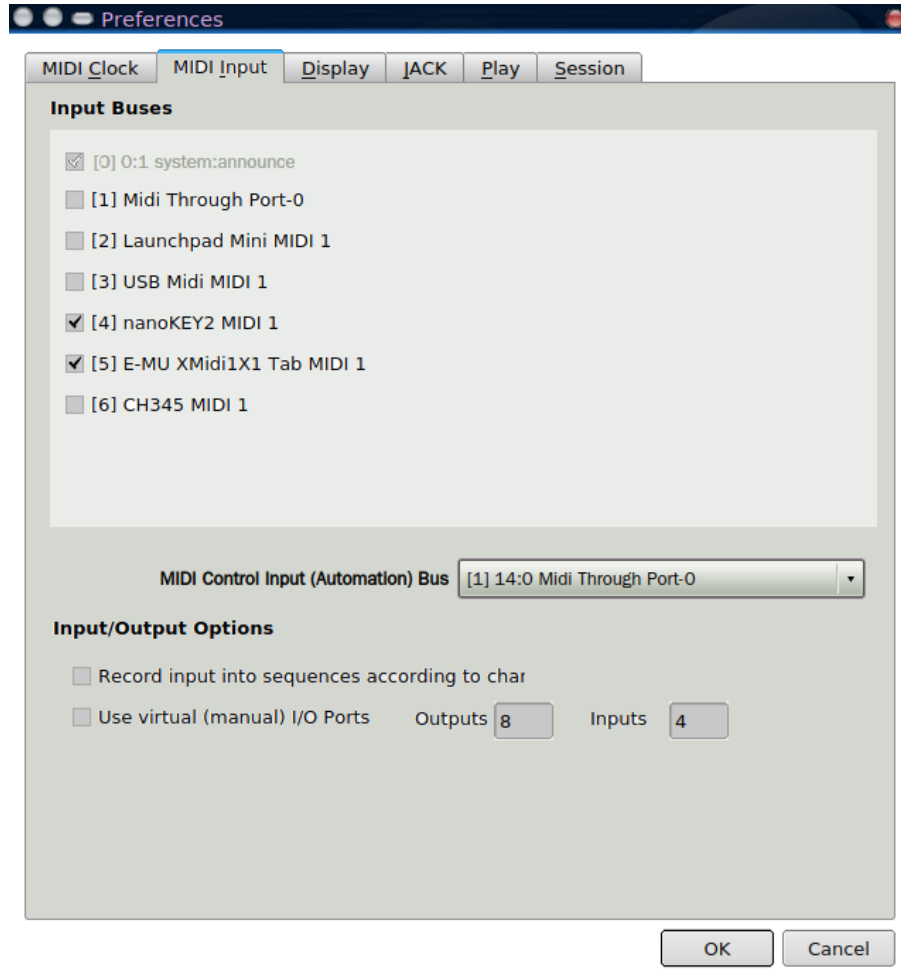 Preferences
MIDI Clock MIDI Input Display JACK Play Session
Input Buses
[0] 0:1 system:announce
[1] Midi Through Port-0
[2] Launchpad Mini MIDI 1
[3] USB Midi MIDI 1
[4] nanoKEY2 MIDI 1
[5] E-MU XMidi1X1 Tab MIDI 1
[6] CH345 MIDI 1
MIDI Control Input (Automation) Bus [1] 14:0 Midi Through Port-0
Input/Output Options
Record input into sequences according to char
Use virtual (manual) I/O Ports Outputs 8 Inputs 4
OK Cancel